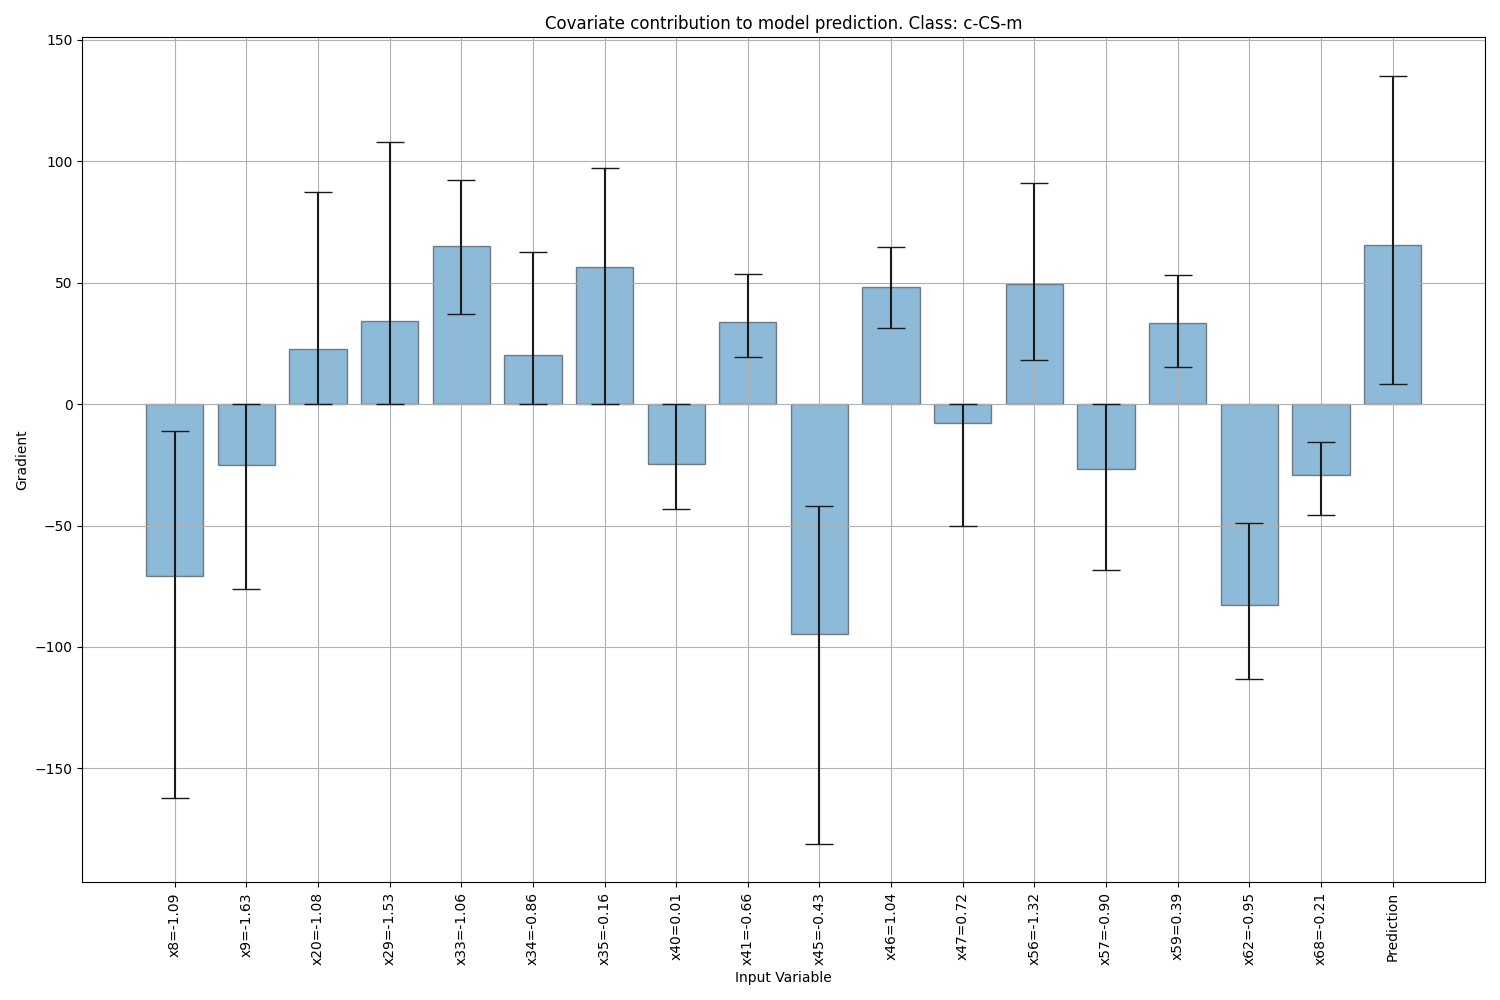 Covariate contribution to model prediction. Class: c-CS-m
150
100
50
0
−50
−100
−150
Gradient
x8=-1.09
x9=-1.63
x20=-1.08
x29=-1.53
x33=-1.06
x34=-0.86
x35=-0.16
x40=0.01
x41=-0.66
x45=-0.43
x46=1.04
x47=0.72
x56=-1.32
x57=-0.90
x59=0.39
x62=-0.95
x68=-0.21
Prediction
Input Variable